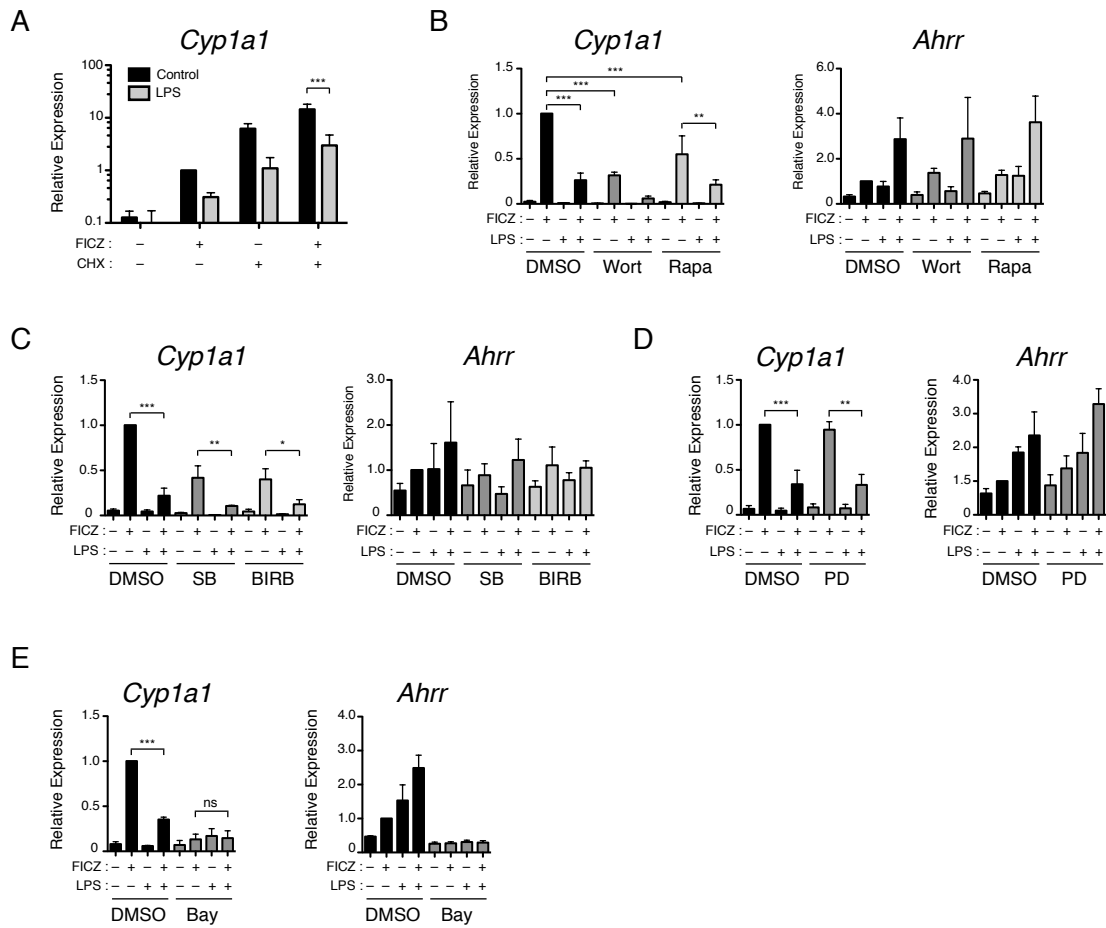 A
Cyp1a1
Relative Expression
100
10
1
0.1
Control
LPS
***
FICZ : – + – +
CHX : – – + +
B
Cyp1a1
Relative Expression
1.5
1.0
0.5
0
***
***
***
**
FICZ : – + – + – + – + – + – +
LPS : – – + + – – + + – – + +
DMSO Wort Rapa
Ahrr
Relative Expression
6.0
4.0
2.0
0
FICZ : – + – + – + – + – + – +
LPS : – – + + – – + + – – + +
DMSO Wort Rapa
C
Cyp1a1
Relative Expression
1.5
1.0
0.5
0
***
**
*
FICZ : – + – + – + – + – + – +
LPS : – – + + – – + + – – + +
DMSO SB BIRB
Ahrr
Relative Expression
3.0
2.0
1.0
0
FICZ : – + – + – + – + – + – +
LPS : – – + + – – + + – – + +
DMSO SB BIRB
D
Cyp1a1
Relative Expression
1.5
1.0
0.5
0
***
**
FICZ : – + – + – + – +
LPS : – – + + – – + +
DMSO PD
Ahrr
Relative Expression
4.0
3.0
2.0
1.0
0
FICZ : – + – + – + – +
LPS : – – + + – – + +
DMSO PD
E
Cyp1a1
Relative Expression
1.5
1.0
0.5
0
***
ns
FICZ : – + – + – + – +
LPS : – – + + – – + +
DMSO Bay
Ahrr
Relative Expression
4.0
3.0
2.0
1.0
0
FICZ : – + – + – + – +
LPS : – – + + – – + +
DMSO Bay